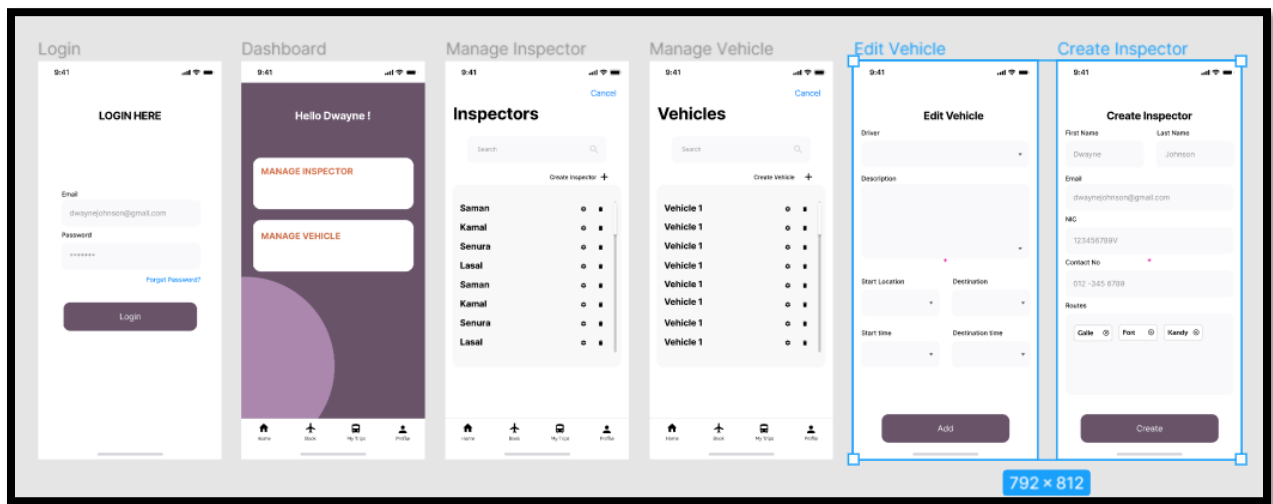 Login
9:41
LOGIN HERE
Email
dwaynejohnson@gmail.com
Password
*******
Forgot Password?
Login
Dashboard
9:41
Hello Dwayne !
MANAGE INSPECTOR
MANAGE VEHICLE
Home Book My Trips Profile
Manage Inspector
9:41
Cancel
Inspectors
Search
Create Inspector +
Saman
Kamal
Senura
Lasal
Saman
Kamal
Senura
Lasal
Home Book My Trips Profile
Manage Vehicle
9:41
Cancel
Vehicles
Search
Create Vehicle +
Vehicle 1
Vehicle 1
Vehicle 1
Vehicle 1
Vehicle 1
Vehicle 1
Vehicle 1
Vehicle 1
Home Book My Trips Profile
Edit Vehicle
9:41
Edit Vehicle
Driver
Description
Start Location Destination
Start time Destination time
Add
Create Inspector
9:41
Create Inspector
First Name Last Name
Dwayne Johnson
Email
dwaynejohnson@gmail.com
NIC
123456789V
Contact No
012 -345 6789
Routes
Galle Fort Kandy
Create
792 × 812